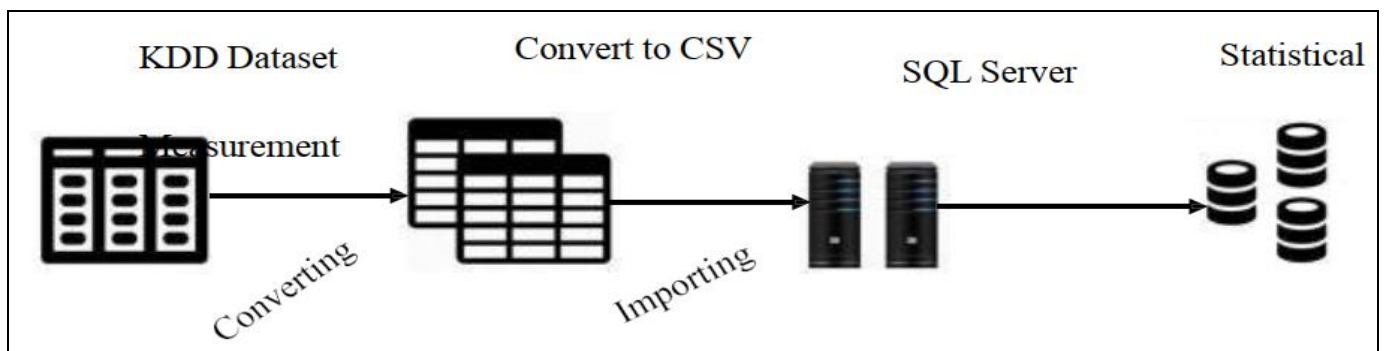 KDD Dataset
Convert to CSV
SQL Server
Statistical
Measurement
Converting
Importing